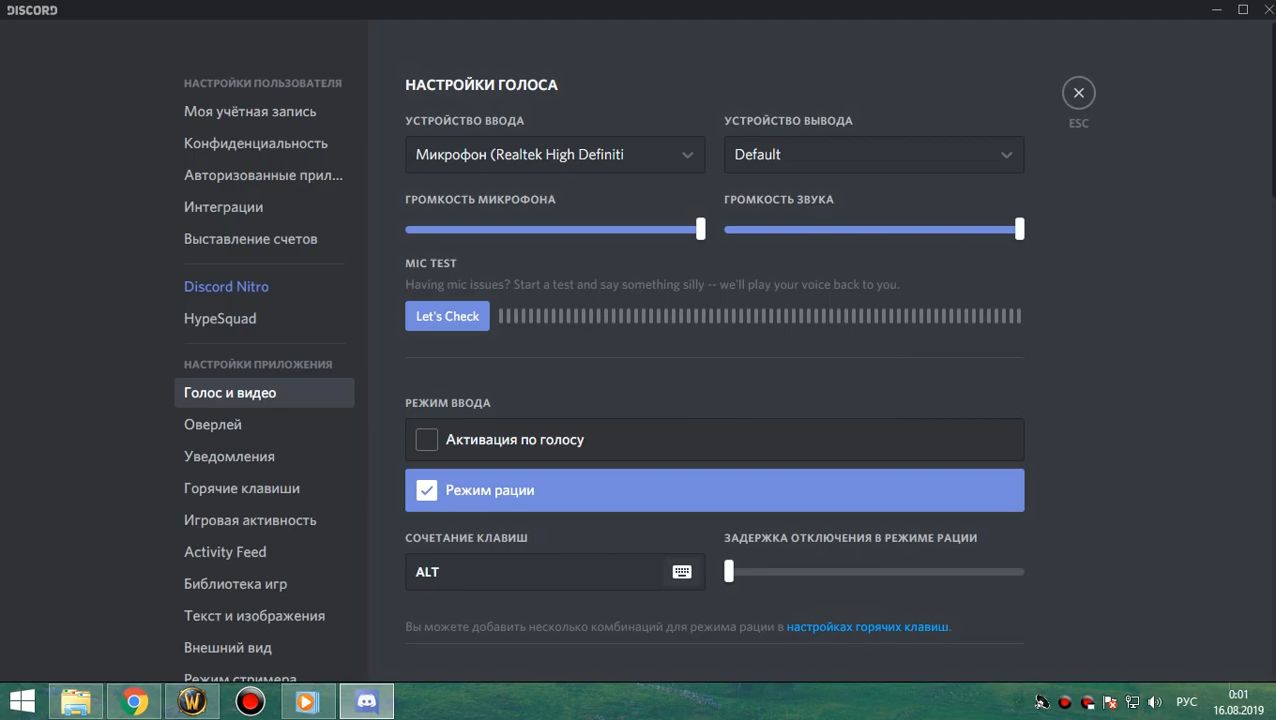 DISCORD
НАСТРОЙКИ ПОЛЬЗОВАТЕЛЯ
Моя учётная запись
Конфиденциальность
Авторизованные прил...
Интеграции
Выставление счетов
Discord Nitro
HypeSquad
НАСТРОЙКИ ПРИЛОЖЕНИЯ
Голос и видео
Оверлей
Уведомления
Горячие клавиши
Игровая активность
Activity Feed
Библиотека игр
Текст и изображения
Внешний вид
Режим стримера
НАСТРОЙКИ ГОЛОСА
УСТРОЙСТВО ВВОДА
Микрофон (Realtek High Definiti
УСТРОЙСТВО ВЫВОДА
Default
ГРОМКОСТЬ МИКРОФОНА
ГРОМКОСТЬ ЗВУКА
MIC TEST
Having mic issues? Start a test and say something silly -- we'll play your voice back to you.
Let's Check
РЕЖИМ ВВОДА
Активация по голосу
Режим рации
СОЧЕТАНИЕ КЛАВИШ
ALT
ЗАДЕРЖКА ОТКЛЮЧЕНИЯ В РЕЖИМЕ РАЦИИ
Вы можете добавить несколько комбинаций для режима рации в настройках горячих клавиш.
ESC
W
РУС
0:01
16.08.2019